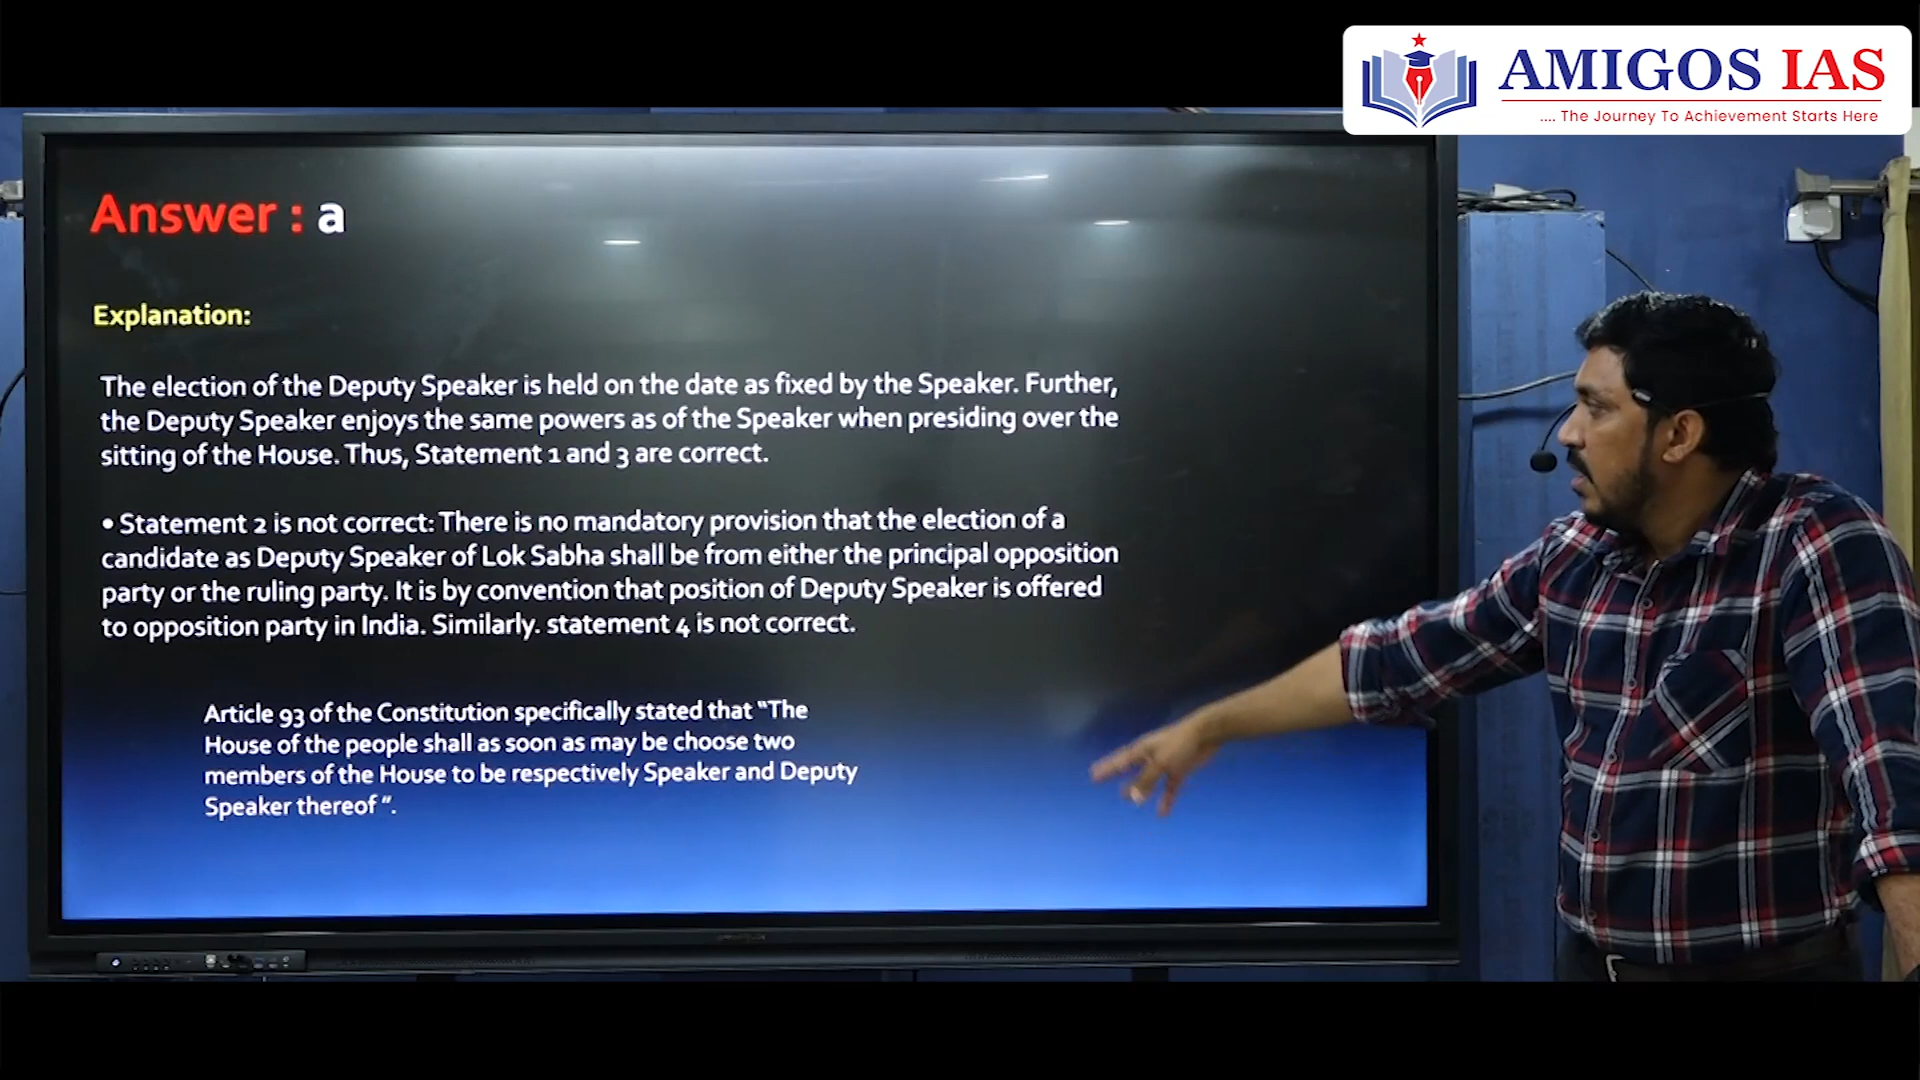 AMIGOS IAS
.... The Journey To Achievement Starts Here
Answer : a
Explanation:
The election of the Deputy Speaker is held on the date as fixed by the Speaker. Further,
the Deputy Speaker enjoys the same powers as of the Speaker when presiding over the
sitting of the House. Thus, Statement 1 and 3 are correct.
• Statement 2 is not correct: There is no mandatory provision that the election of a
candidate as Deputy Speaker of Lok Sabha shall be from either the principal opposition
party or the ruling party. It is by convention that position of Deputy Speaker is offered
to opposition party in India. Similarly. statement 4 is not correct.
Article 93 of the Constitution specifically stated that “The
House of the people shall as soon as may be choose two
members of the House to be respectively Speaker and Deputy
Speaker thereof ”.